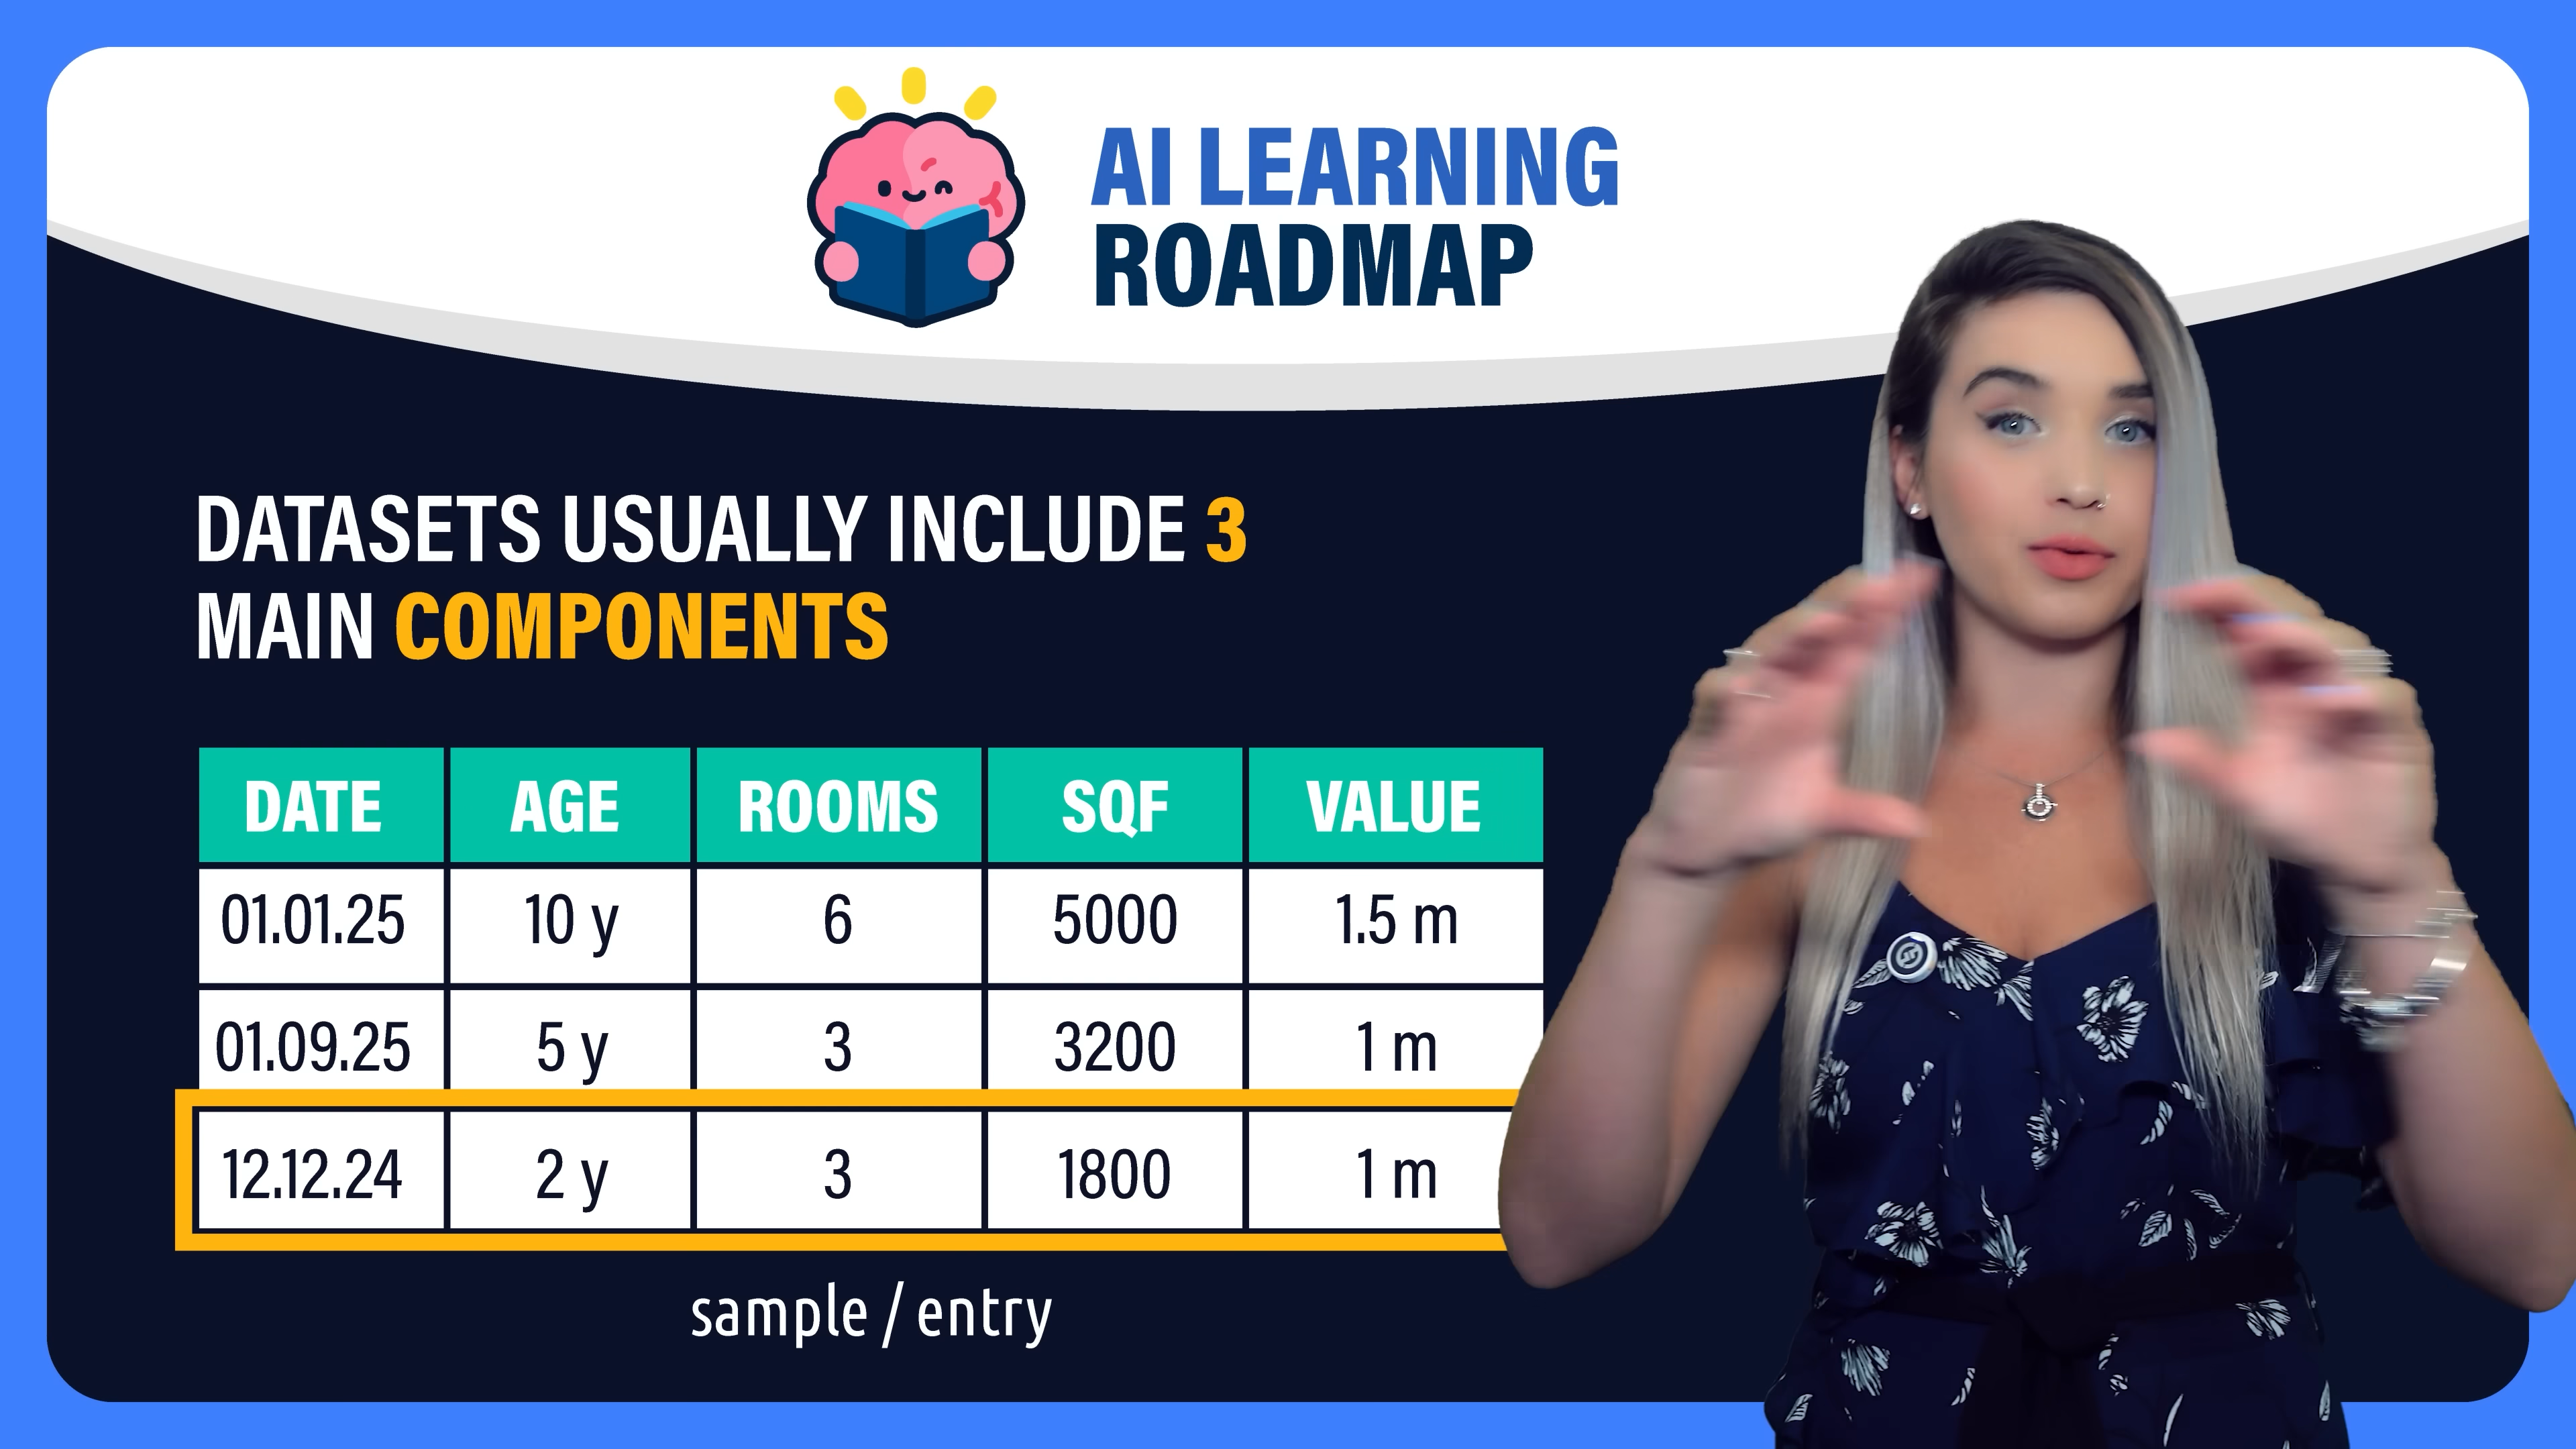 AI LEARNING
ROADMAP
DATASETS USUALLY INCLUDE 3
MAIN COMPONENTS
DATE AGE ROOMS SQF VALUE
01.01.25 10 y 6 5000 1.5 m
01.09.25 5 y 3 3200 1 m
12.12.24 2 y 3 1800 1 m
sample / entry